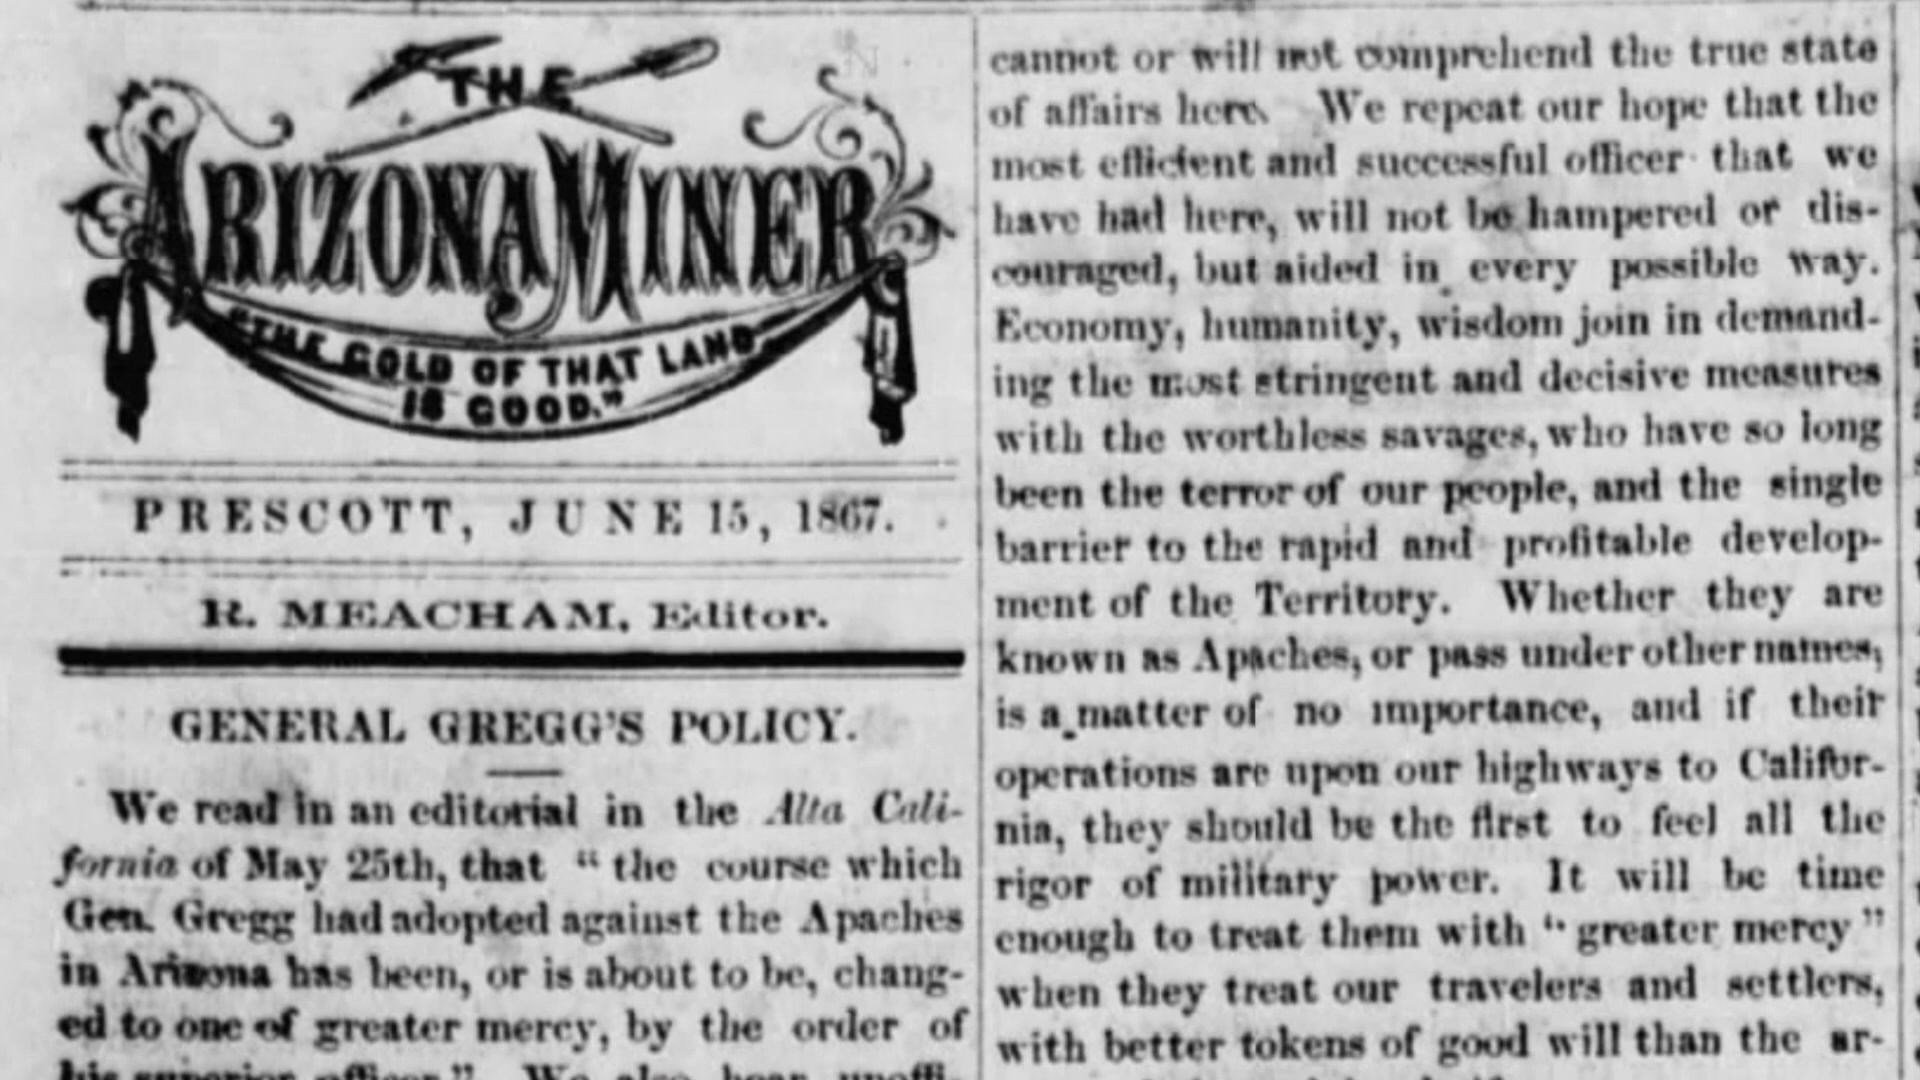 THE
ARIZONA MINER
"THE GOLD OF THAT LAND
IS GOOD."
PRESCOTT, JUNE 15, 1867.
R. MEACHAM, Editor.
GENERAL GREGG'S POLICY.
We read in an editorial in the Alta Cali-
fornia of May 25th, that "the course which
Gen. Gregg had adopted against the Apaches
in Arizona has been, or is about to be, chang-
ed to one of greater mercy, by the order of
his superior officer." We also hear unoffi-
cannot or will not comprehend the true state
of affairs here. We repeat our hope that the
most efficient and successful officer that we
have had here, will not be hampered or dis-
couraged, but aided in every possible way.
Economy, humanity, wisdom join in demand-
ing the most stringent and decisive measures
with the worthless savages, who have so long
been the terror of our people, and the single
barrier to the rapid and profitable develop-
ment of the Territory. Whether they are
known as Apaches, or pass under other names,
is a matter of no importance, and if their
operations are upon our highways to Califor-
nia, they should be the first to feel all the
rigor of military power. It will be time
enough to treat them with "greater mercy"
when they treat our travelers and settlers,
with better tokens of good will than the ar-